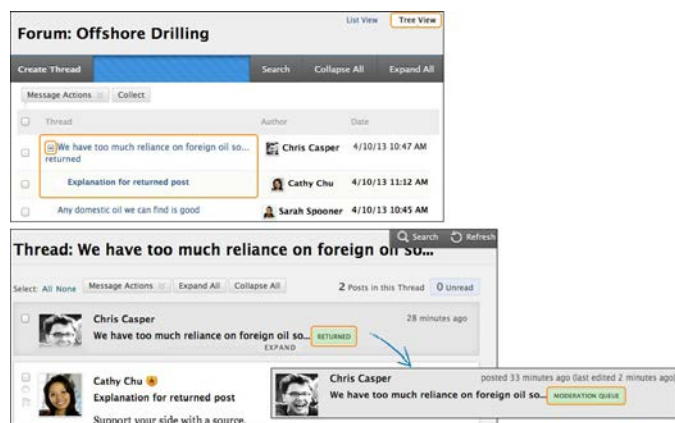 List View Tree View
Forum: Offshore Drilling
Create Thread Search Collapse All Expand All
Message Actions Collect
Thread Author Date
We have too much reliance on foreign oil so... Chris Casper 4/10/13 10:47 AM
returned
Explanation for returned post Cathy Chu 4/10/13 11:12 AM
Any domestic oil we can find is good Sarah Spooner 4/10/13 10:45 AM
Search Refresh
Thread: We have too much reliance on foreign oil so...
Select: All None Message Actions Expand All Collapse All 2 Posts in this Thread 0 Unread
Chris Casper 28 minutes ago
We have too much reliance on foreign oil so... RETURNED
EXPAND
Cathy Chu
Explanation for returned post
Support your side with a source.
Chris Casper posted 33 minutes ago (last edited 2 minutes ago)
We have too much reliance on foreign oil so... MODERATION QUEUE